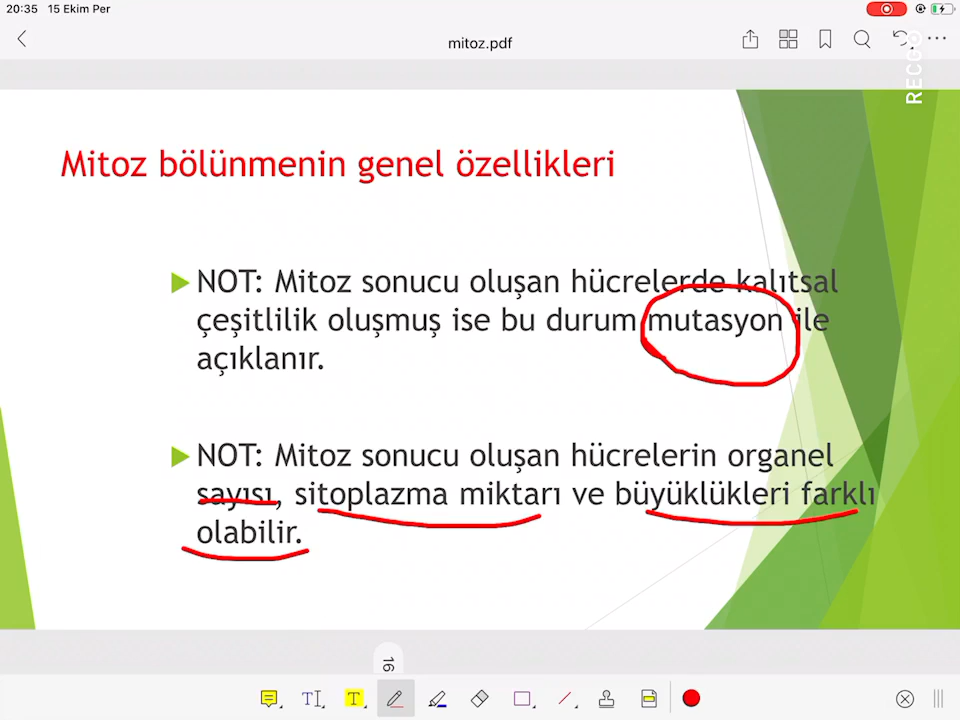 20:35 15 Ekim Per
mitoz.pdf
RECGO
Mitoz bölünmenin genel özellikleri
NOT: Mitoz sonucu oluşan hücrelerde kalıtsal
çeşitlilik oluşmuş ise bu durum mutasyon ile
açıklanır.
NOT: Mitoz sonucu oluşan hücrelerin organel
sayısı, sitoplazma miktarı ve büyüklükleri farklı
olabilir.
16